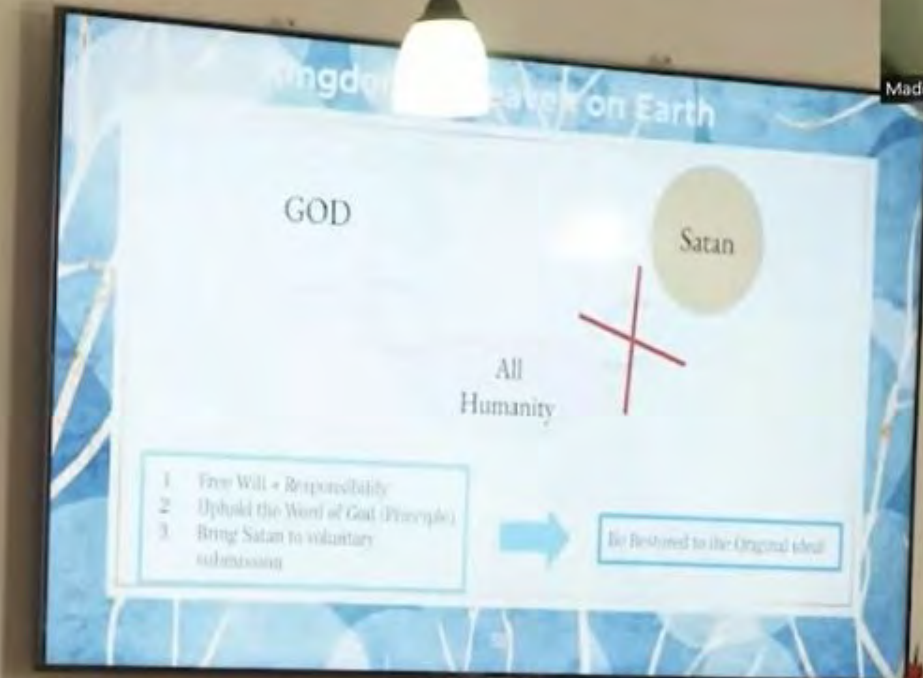 on Earth
Madi
GOD
Satan
All
Humanity
1 Free Will + Responsibility
2 Uphold the Word of God (Principle)
3. Bring Satan to voluntary
submission
Be Restored to the Original Ideal